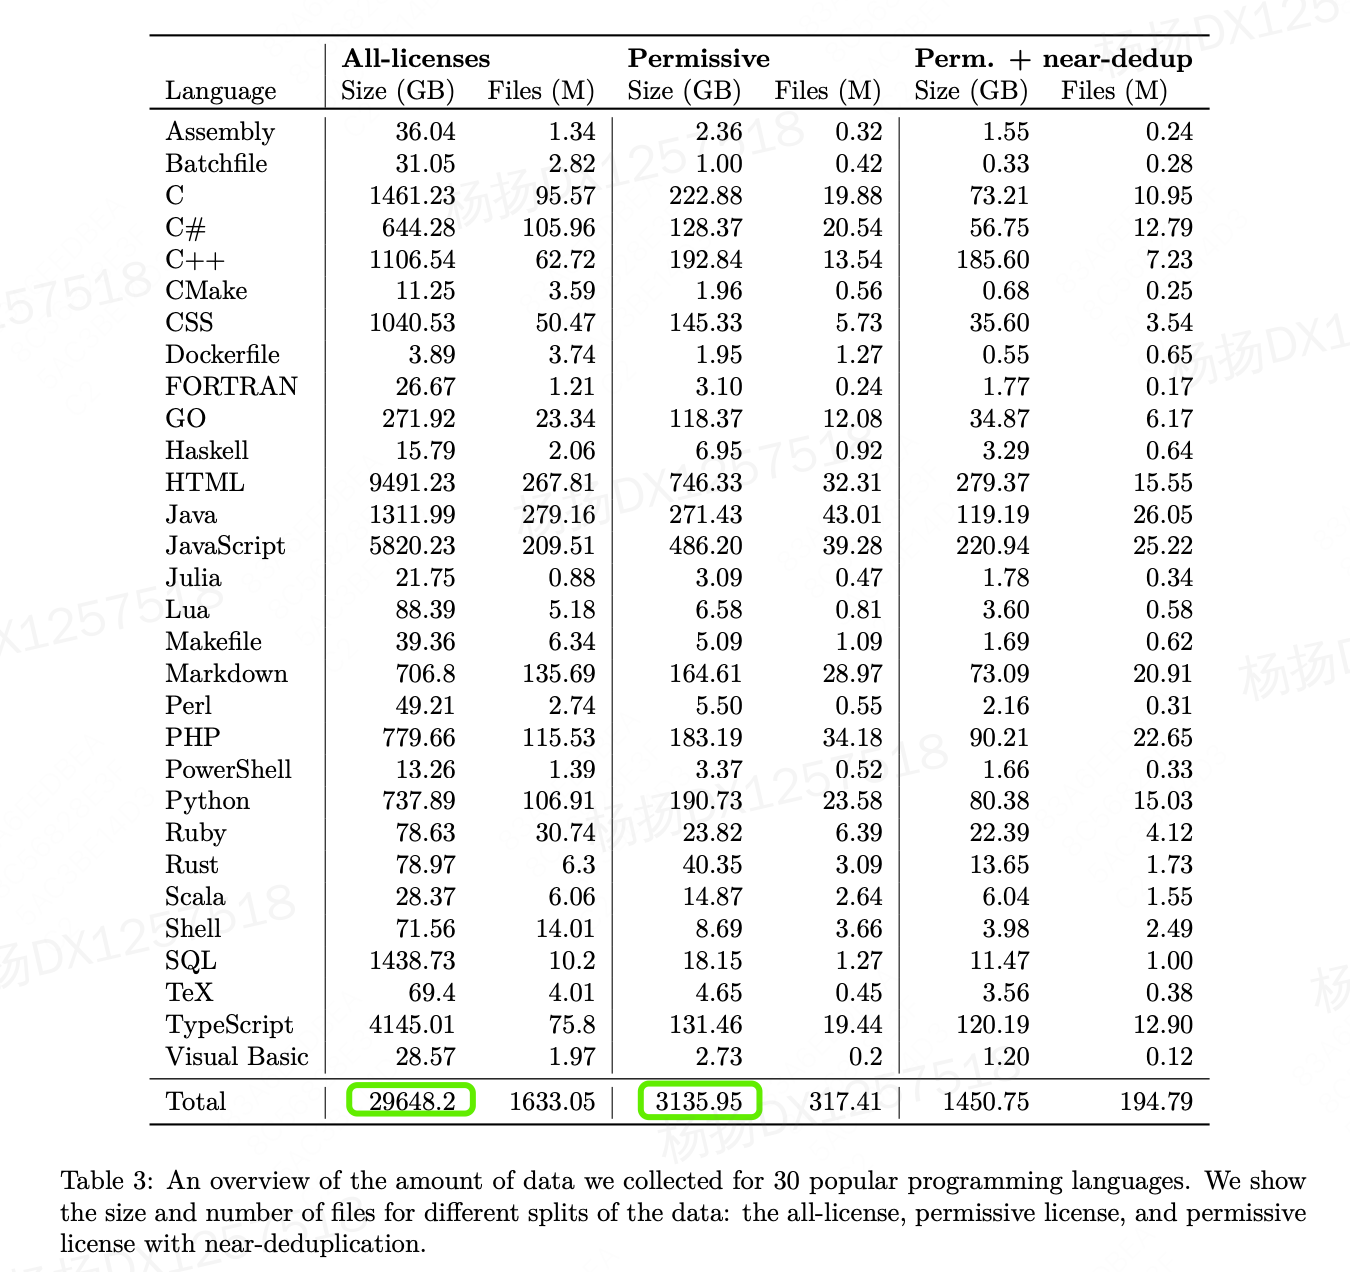 All-licenses Permissive Perm. + near-dedup
Language Size (GB) Files (M) Size (GB) Files (M) Size (GB) Files (M)
Assembly 36.04 1.34 2.36 0.32 1.55 0.24
Batchfile 31.05 2.82 1.00 0.42 0.33 0.28
C 1461.23 95.57 222.88 19.88 73.21 10.95
C# 644.28 105.96 128.37 20.54 56.75 12.79
C++ 1106.54 62.72 192.84 13.54 185.60 7.23
CMake 11.25 3.59 1.96 0.56 0.68 0.25
CSS 1040.53 50.47 145.33 5.73 35.60 3.54
Dockerfile 3.89 3.74 1.95 1.27 0.55 0.65
FORTRAN 26.67 1.21 3.10 0.24 1.77 0.17
GO 271.92 23.34 118.37 12.08 34.87 6.17
Haskell 15.79 2.06 6.95 0.92 3.29 0.64
HTML 9491.23 267.81 746.33 32.31 279.37 15.55
Java 1311.99 279.16 271.43 43.01 119.19 26.05
JavaScript 5820.23 209.51 486.20 39.28 220.94 25.22
Julia 21.75 0.88 3.09 0.47 1.78 0.34
Lua 88.39 5.18 6.58 0.81 3.60 0.58
Makefile 39.36 6.34 5.09 1.09 1.69 0.62
Markdown 706.8 135.69 164.61 28.97 73.09 20.91
Perl 49.21 2.74 5.50 0.55 2.16 0.31
PHP 779.66 115.53 183.19 34.18 90.21 22.65
PowerShell 13.26 1.39 3.37 0.52 1.66 0.33
Python 737.89 106.91 190.73 23.58 80.38 15.03
Ruby 78.63 30.74 23.82 6.39 22.39 4.12
Rust 78.97 6.3 40.35 3.09 13.65 1.73
Scala 28.37 6.06 14.87 2.64 6.04 1.55
Shell 71.56 14.01 8.69 3.66 3.98 2.49
SQL 1438.73 10.2 18.15 1.27 11.47 1.00
TeX 69.4 4.01 4.65 0.45 3.56 0.38
TypeScript 4145.01 75.8 131.46 19.44 120.19 12.90
Visual Basic 28.57 1.97 2.73 0.2 1.20 0.12
Total 29648.2 1633.05 3135.95 317.41 1450.75 194.79
Table 3: An overview of the amount of data we collected for 30 popular programming languages. We show
the size and number of files for different splits of the data: the all-license, permissive license, and permissive
license with near-deduplication.
杨扬DX1257518